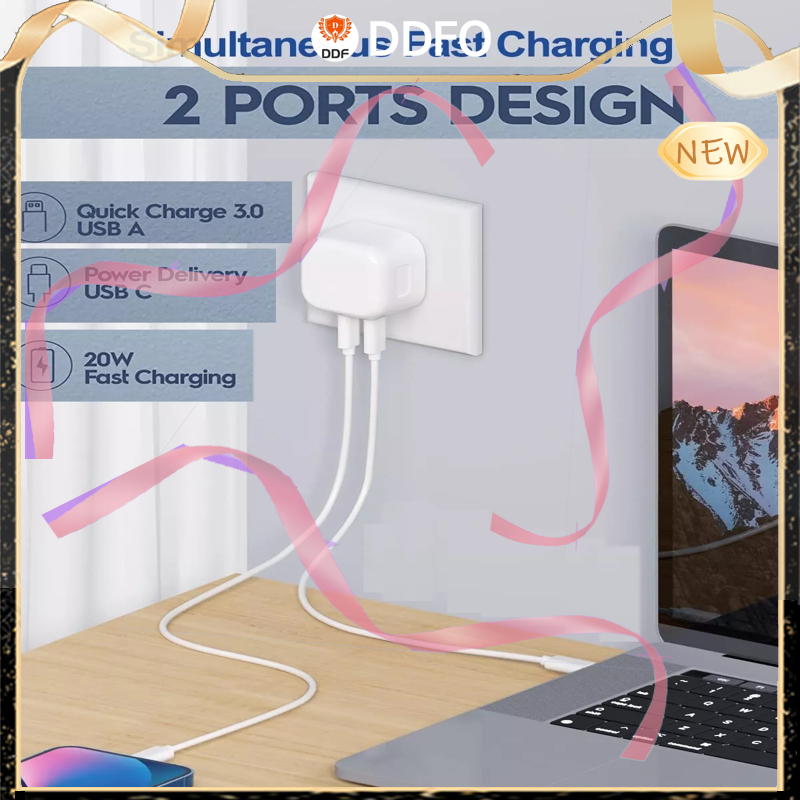 DDFO
DDF
Simultaneous Fast Charging
2 PORTS DESIGN
NEW
Quick Charge 3.0
USB A
Power Delivery
USB C
20W
Fast Charging